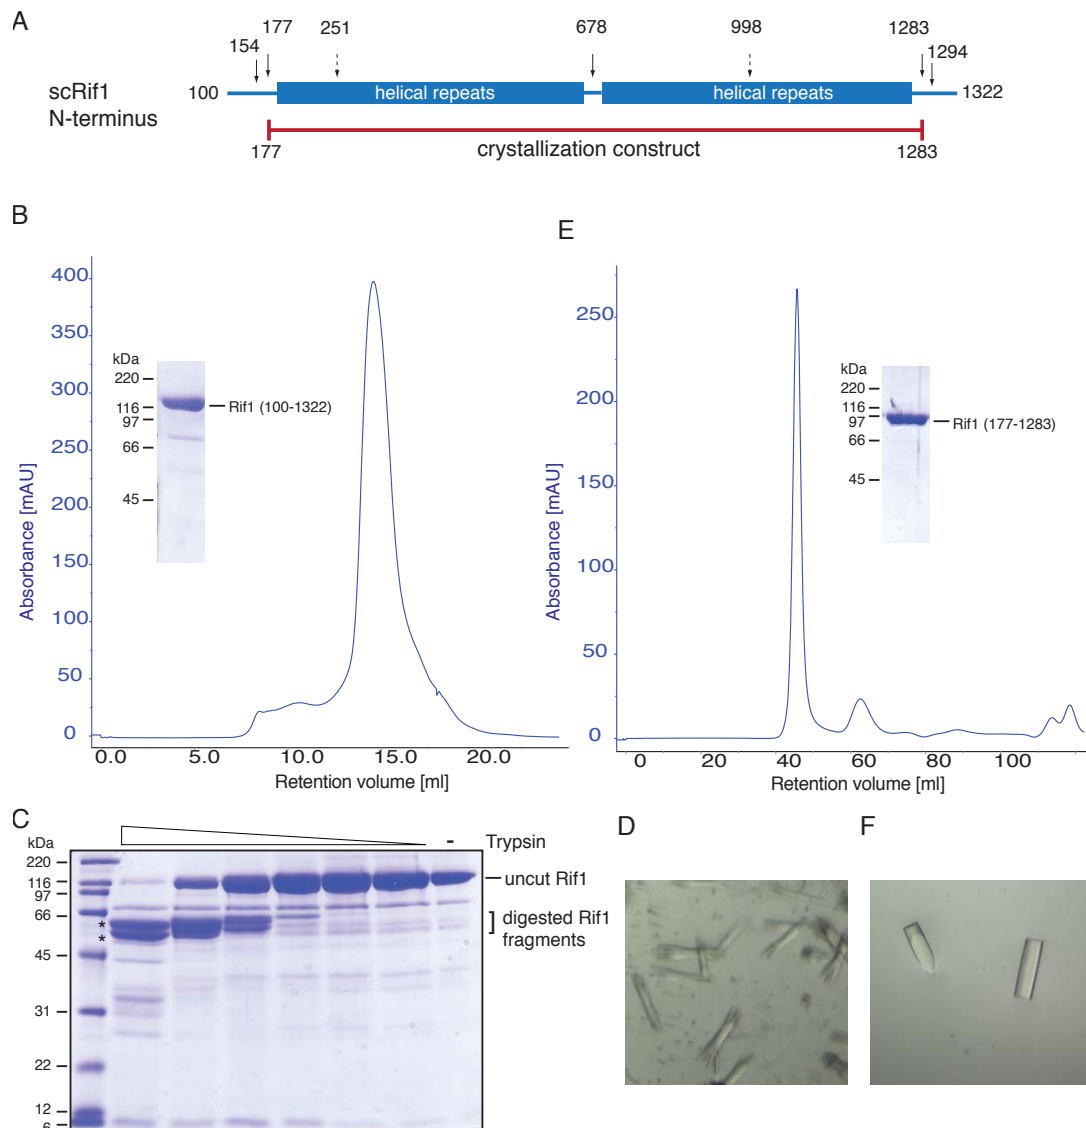 A
177 251 678 998 1283
154 1294
scRif1
N-terminus
100 helical repeats helical repeats 1322
177 crystallization construct 1283
B
400
350
300
250
200
150
100
50
0
Absorbance [mAU]
kDa
220
116
97
66
45
Rif1 (100-1322)
0.0 5.0 10.0 15.0 20.0
Retention volume [ml]
E
250
200
150
100
50
0
Absorbance [mAU]
kDa
220
116
97
66
45
Rif1 (177-1283)
0 20 40 60 80 100
Retention volume [ml]
C
kDa
- Trypsin
220
116
97
66
*
*
45
31
22
12
6
uncut Rif1
digested Rif1
fragments
D
F